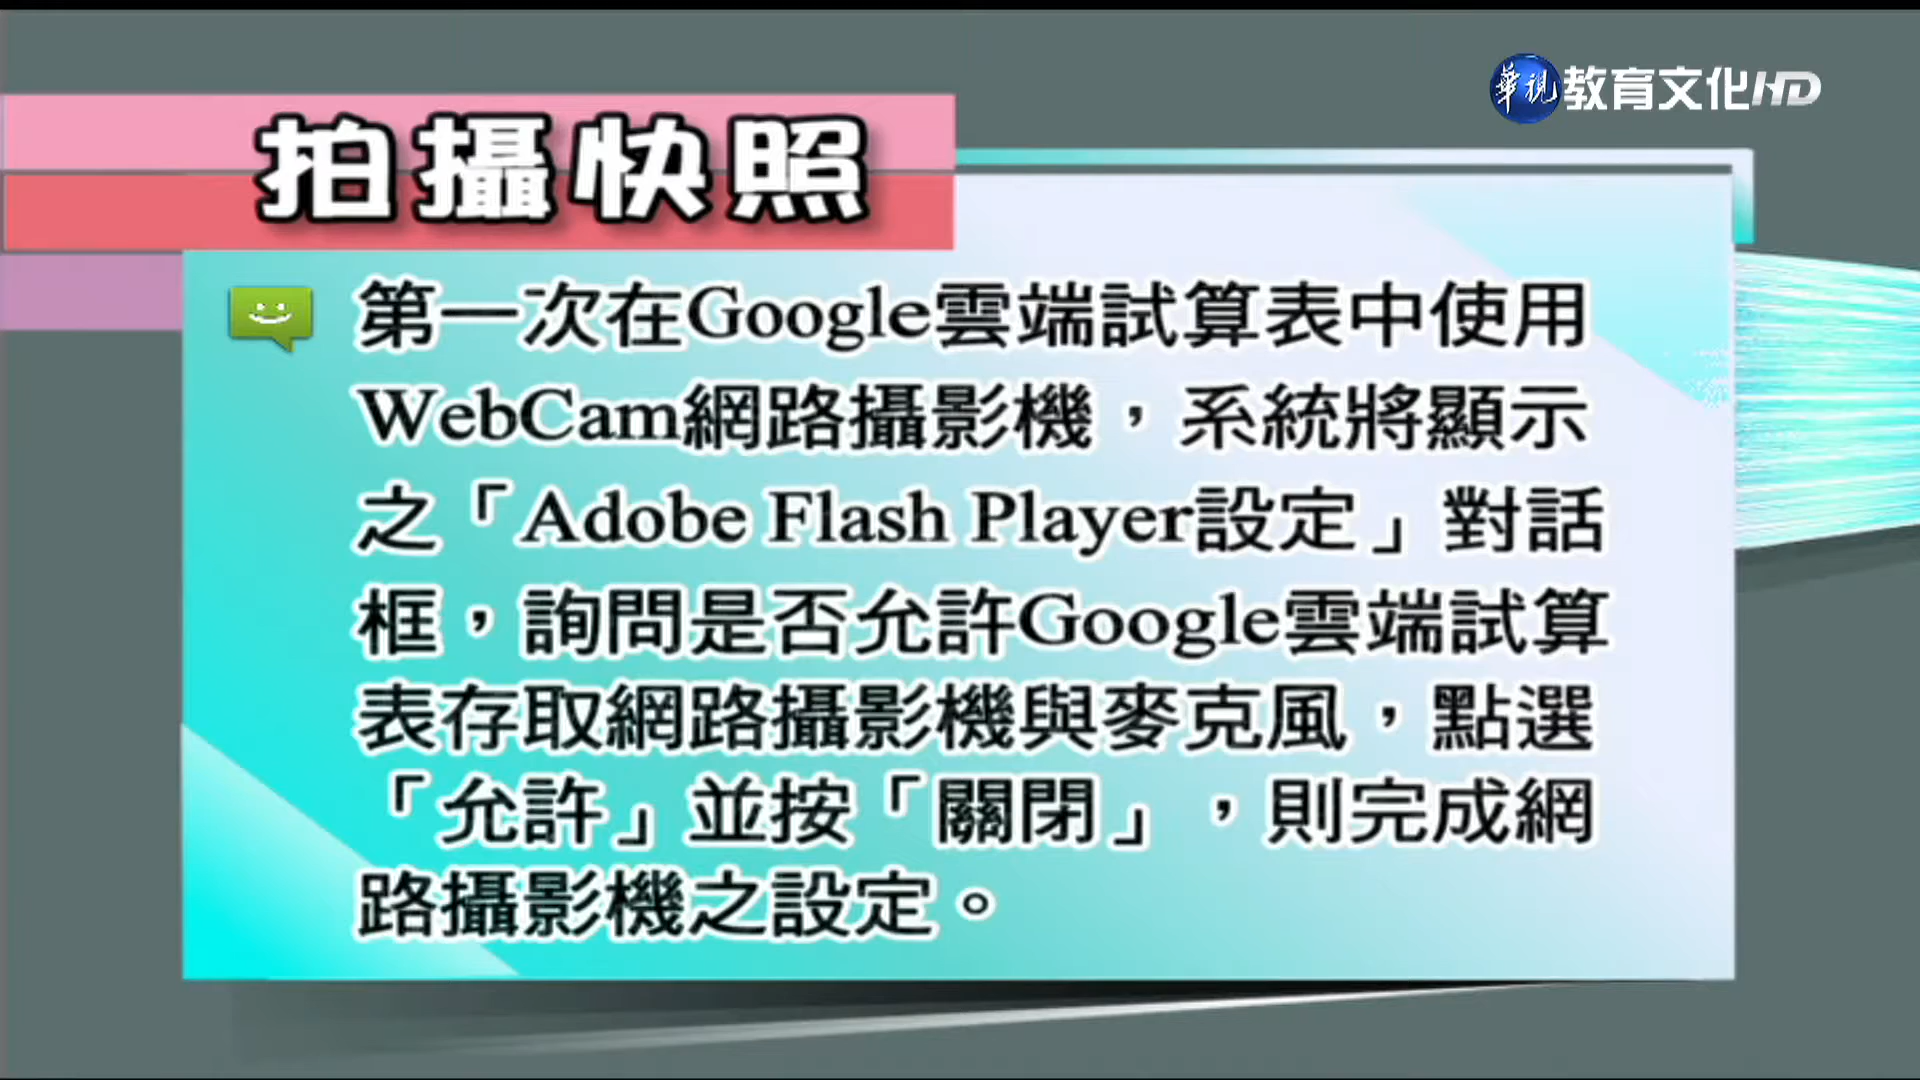 華視 教育文化HD
拍攝快照
第一次在Google雲端試算表中使用
WebCam網路攝影機，系統將顯示
之「Adobe Flash Player設定」對話
框，詢問是否允許Google雲端試算
表存取網路攝影機與麥克風，點選
「允許」並按「關閉」，則完成網
路攝影機之設定。